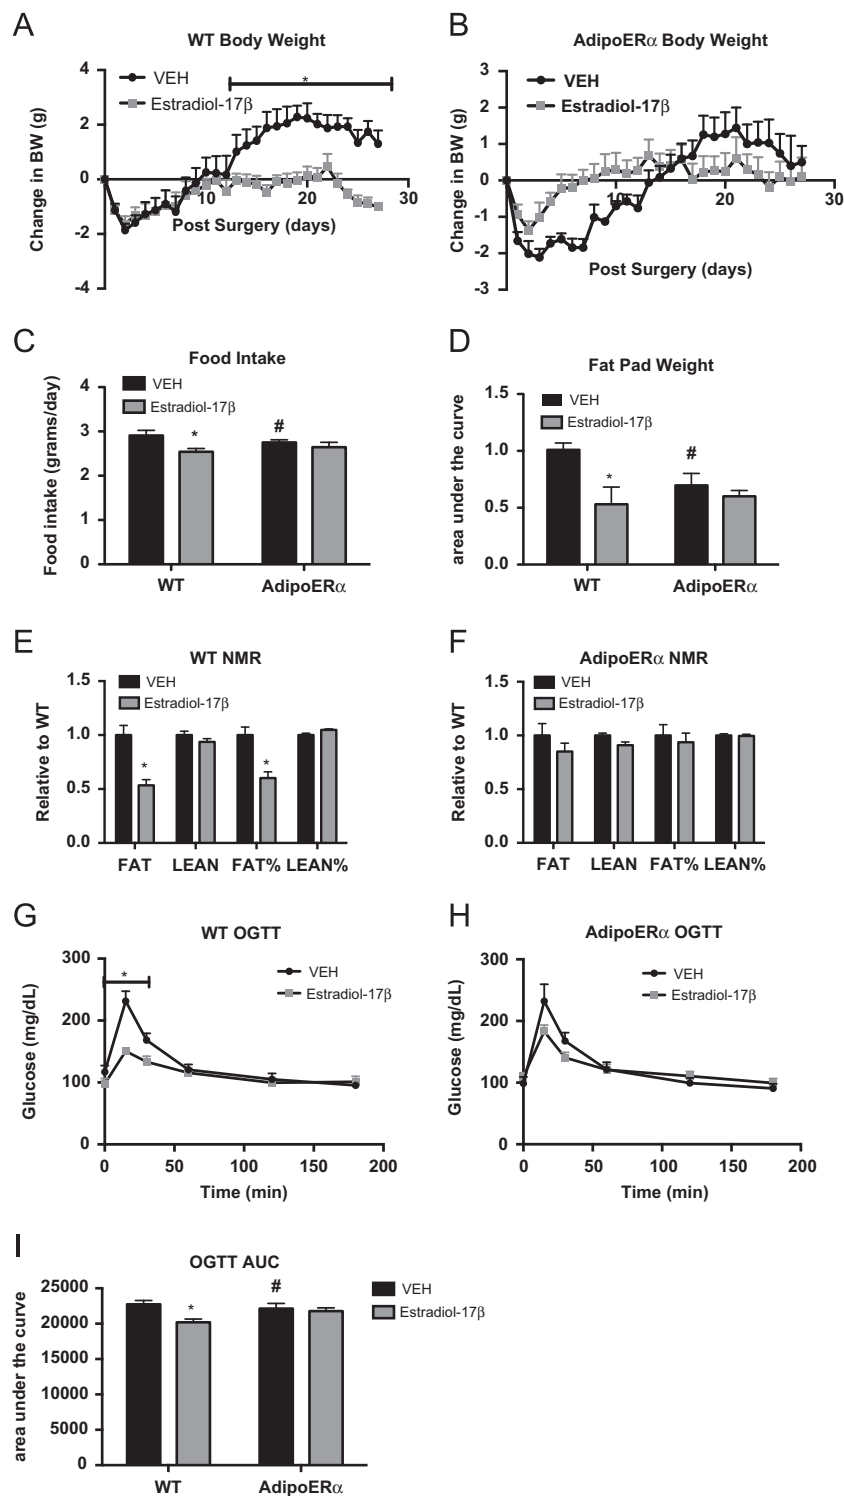 A
WT Body Weight
VEH
Estradiol-17β
*
Change in BW (g)
4
2
0
-2
-4
10
20
30
Post Surgery (days)
B
AdipoERα Body Weight
VEH
Estradiol-17β
Change in BW (g)
3
2
1
0
-1
-2
-3
10
20
30
Post Surgery (days)
C
Food Intake
VEH
Estradiol-17β
Food intake (grams/day)
4
3
2
1
0
*
#
WT
AdipoERα
D
Fat Pad Weight
VEH
Estradiol-17β
area under the curve
1.5
1.0
0.5
0.0
*
#
WT
AdipoERα
E
WT NMR
VEH
Estradiol-17β
Relative to WT
1.5
1.0
0.5
0.0
*
*
FAT LEAN FAT% LEAN%
F
AdipoERα NMR
VEH
Estradiol-17β
Relative to WT
1.5
1.0
0.5
0.0
FAT LEAN FAT% LEAN%
G
WT OGTT
VEH
Estradiol-17β
*
Glucose (mg/dL)
300
200
100
0
0 50 100 150 200
Time (min)
H
AdipoERα OGTT
VEH
Estradiol-17β
Glucose (mg/dL)
300
200
100
0
0 50 100 150 200
Time (min)
I
OGTT AUC
VEH
Estradiol-17β
area under the curve
25000
20000
15000
10000
5000
0
*
#
WT
AdipoERα